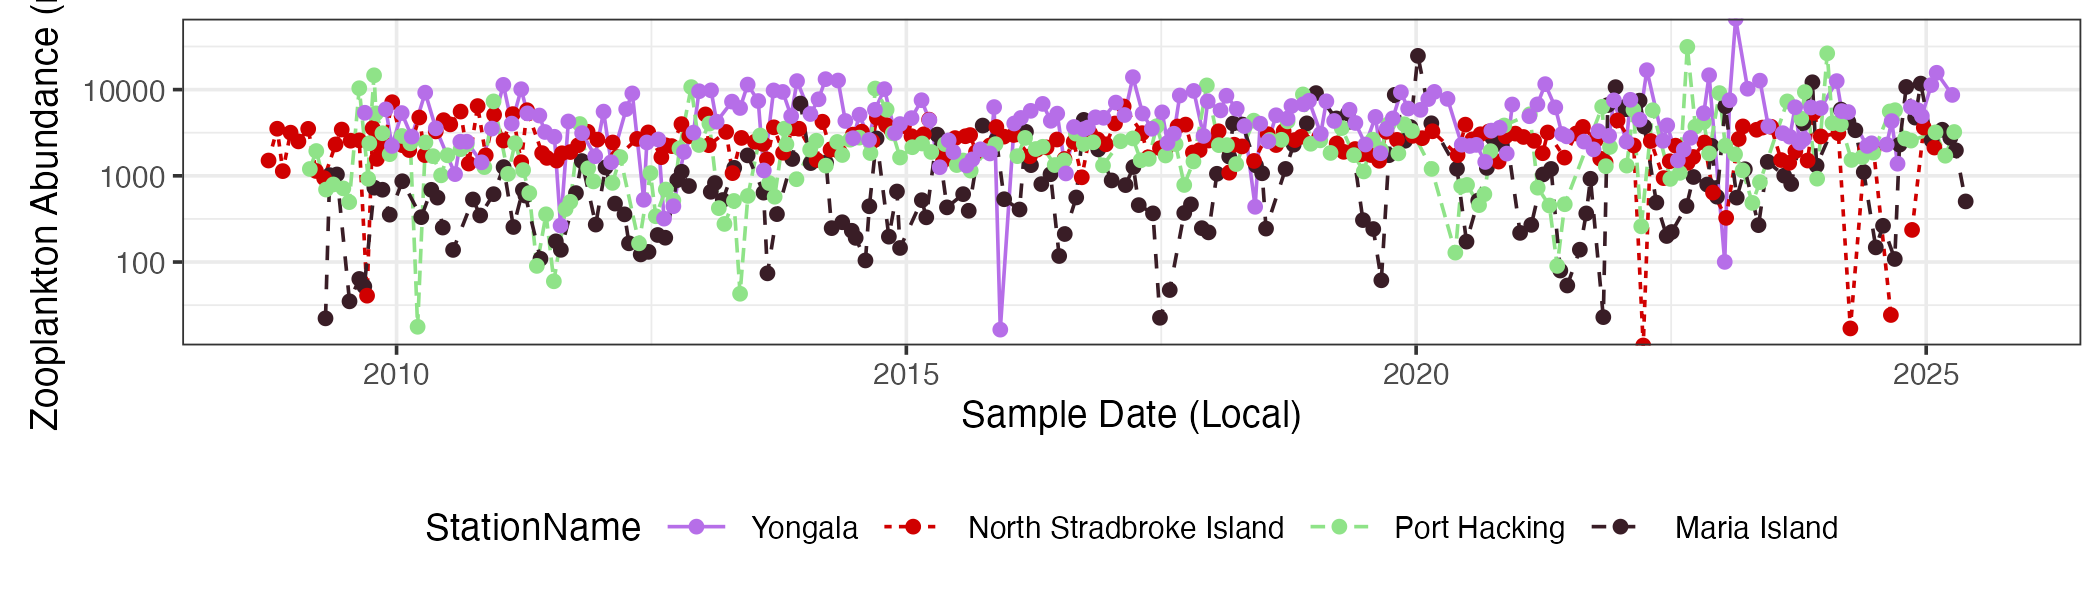 Zooplankton Abundance (
10000
1000
100
2010 2015 2020 2025
Sample Date (Local)
StationName Yongala North Stradbroke Island Port Hacking Maria Island